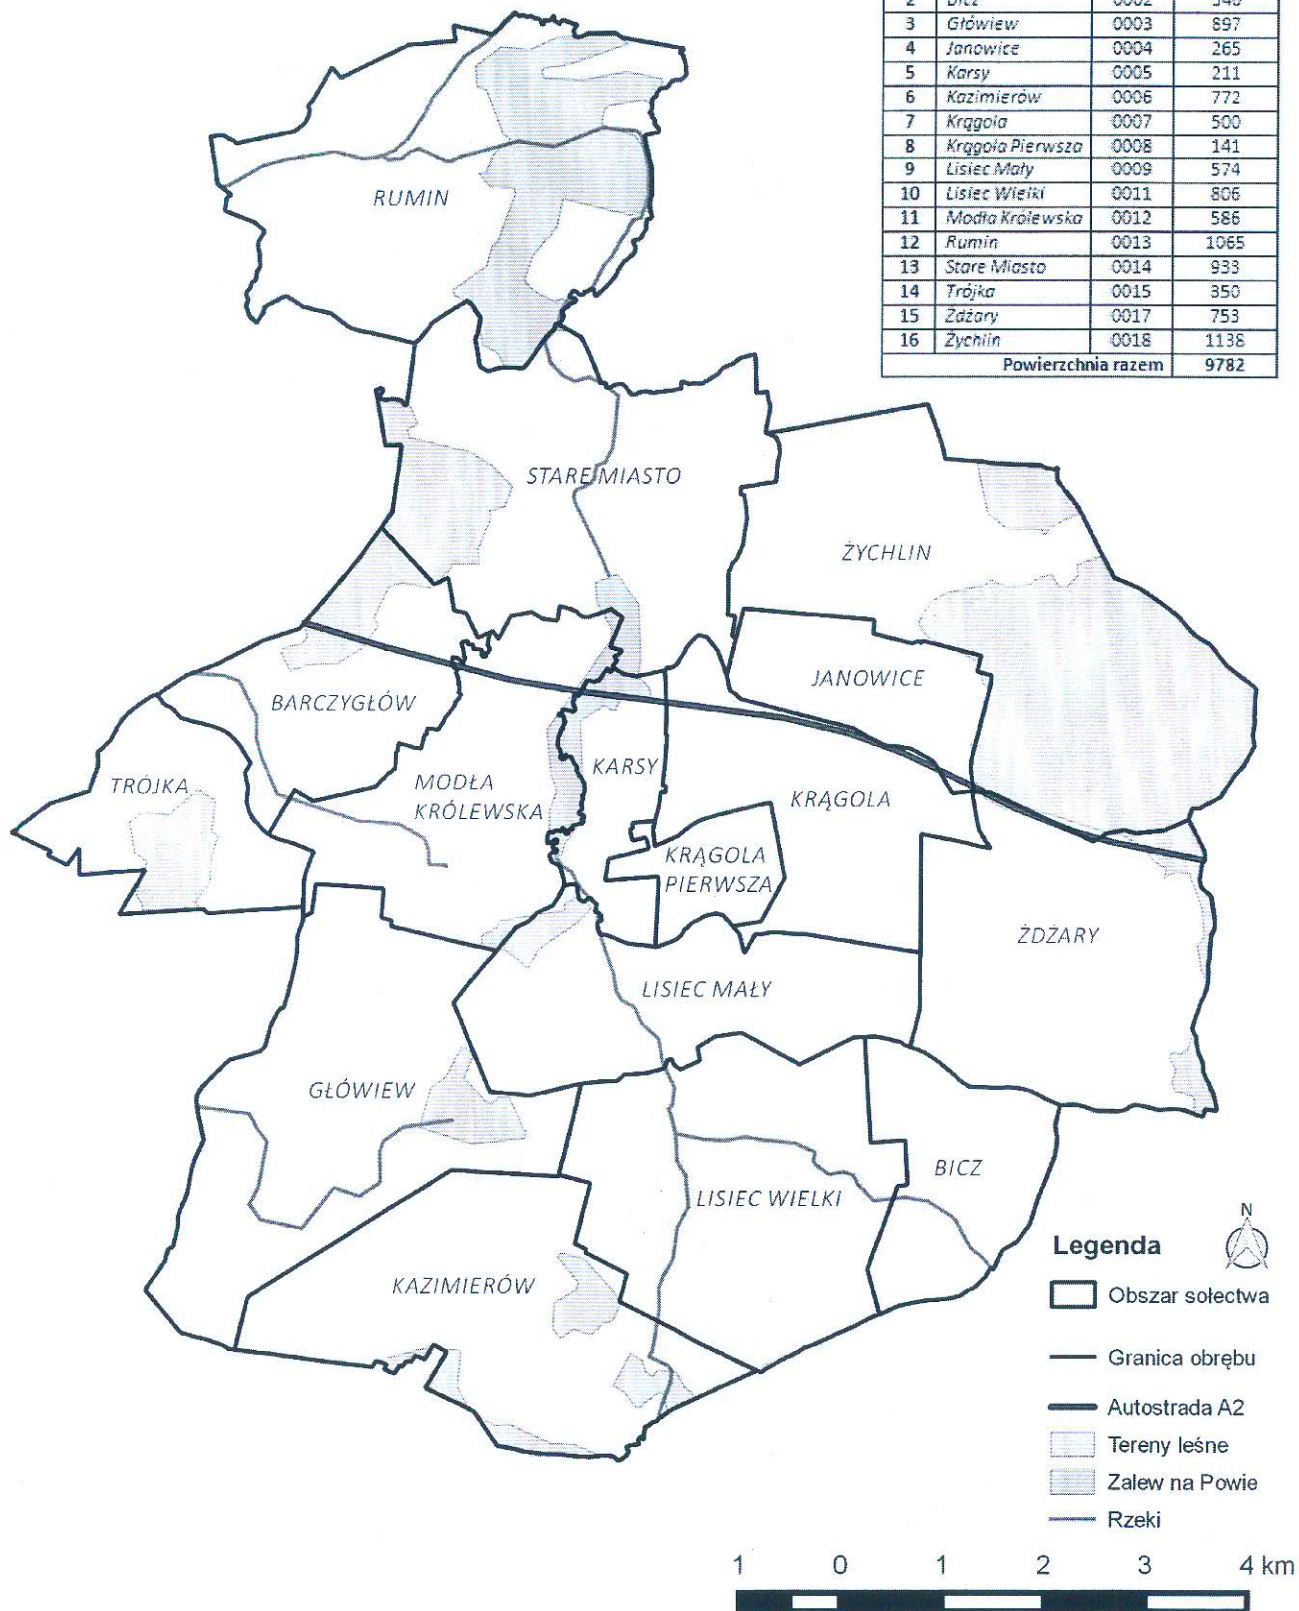 2 Bicz 0002 340
3 Główiew 0003 897
4 Janowice 0004 265
5 Karsy 0005 211
6 Kazimierów 0006 772
7 Krągola 0007 500
8 Krągola Pierwsza 0008 141
9 Lisiec Mały 0009 574
10 Lisiec Wielki 0011 806
11 Modła Królewska 0012 586
12 Rumin 0013 1065
13 Stare Miasto 0014 933
14 Trójka 0015 350
15 Żdżary 0017 753
16 Żychlin 0018 1138
Powierzchnia razem 9782
RUMIN
STARE MIASTO
ŻYCHLIN
JANOWICE
BARCZYGŁÓW
TRÓJKA
MODŁA
KRÓLEWSKA
KARSY
KRĄGOLA
KRĄGOLA
PIERWSZA
ŻDŻARY
LISIEC MAŁY
GŁÓWIEW
BICZ
LISIEC WIELKI
KAZIMIERÓW
N
Legenda
Obszar sołectwa
Granica obrębu
Autostrada A2
Tereny leśne
Zalew na Powie
Rzeki
1 0 1 2 3 4 km